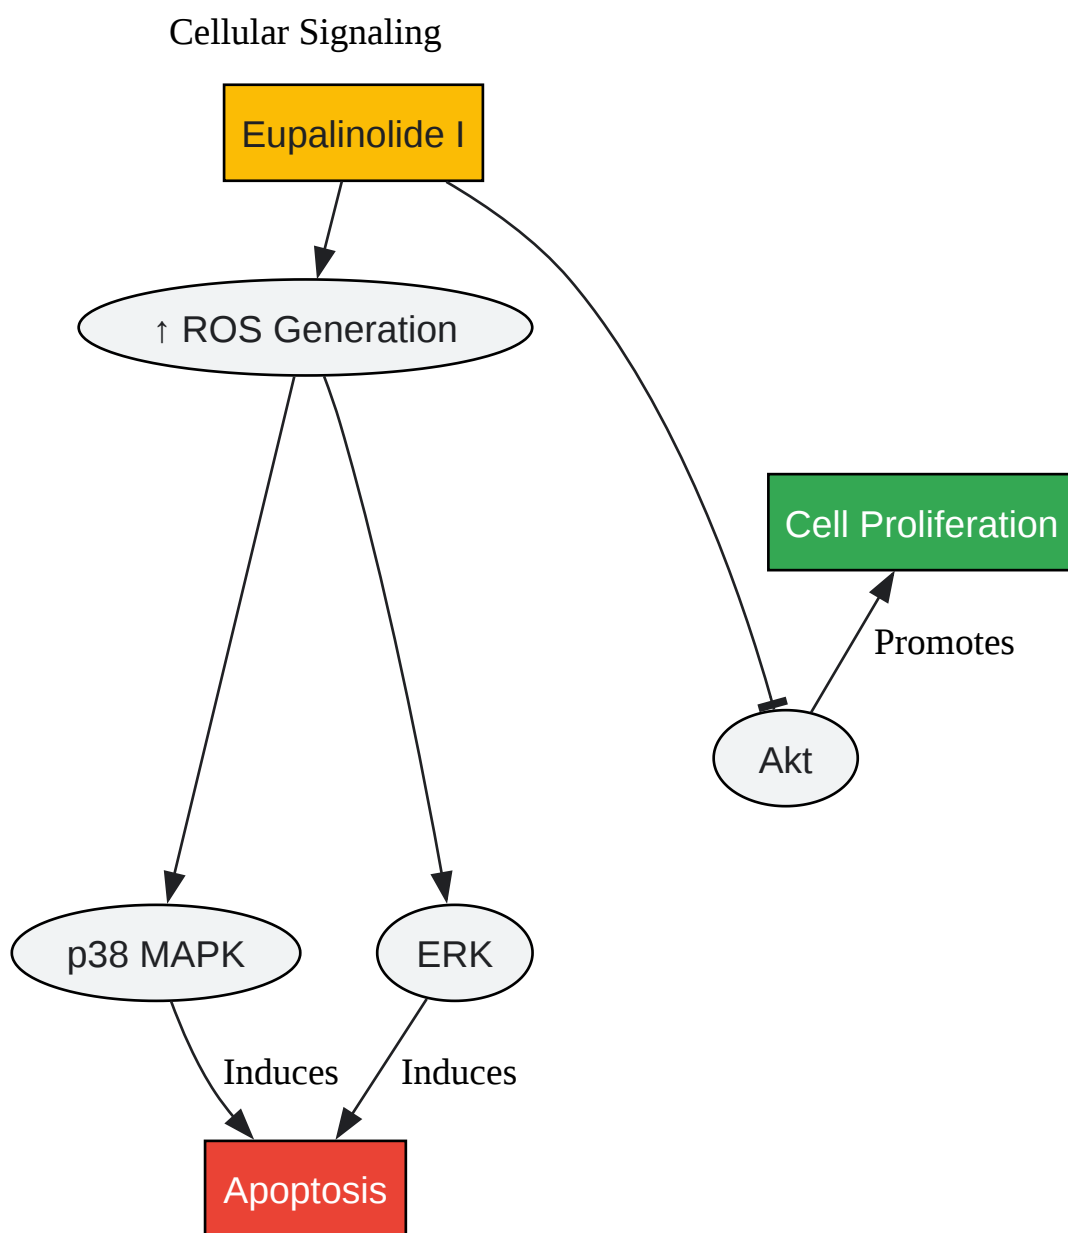 Cellular Signaling
Eupalinolide I
↑ ROS Generation
Cell Proliferation
Promotes
Akt
p38 MAPK
ERK
Induces
Induces
Apoptosis